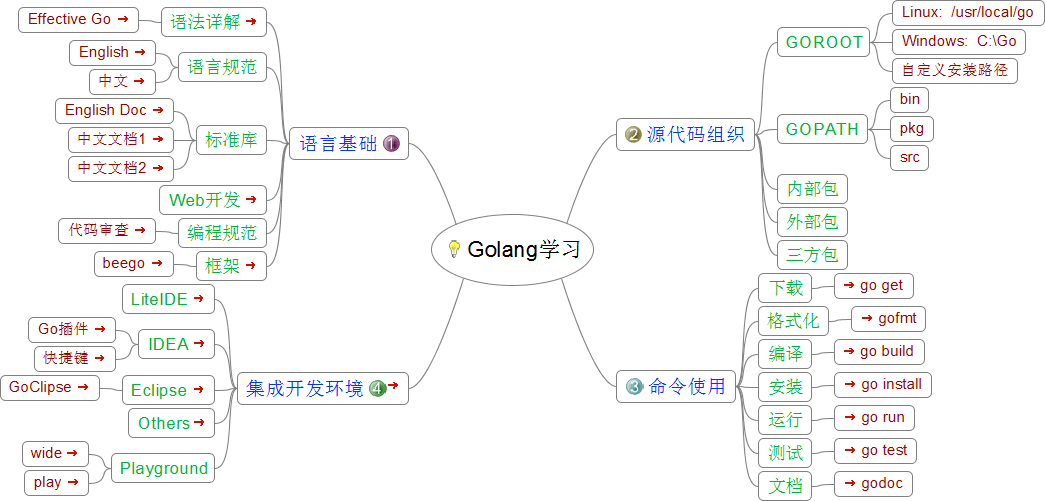 Golang学习
语言基础 1
语法详解
Effective Go
语言规范
English
中文
标准库
English Doc
中文文档1
中文文档2
Web开发
编程规范
代码审查
框架
beego
2 源代码组织
GOROOT
Linux: /usr/local/go
Windows: C:\Go
自定义安装路径
GOPATH
bin
pkg
src
内部包
外部包
三方包
3 命令使用
下载
go get
格式化
gofmt
编译
go build
安装
go install
运行
go run
测试
go test
文档
godoc
集成开发环境 4
LiteIDE
IDEA
Go插件
快捷键
Eclipse
GoClipse
Others
Playground
wide
play